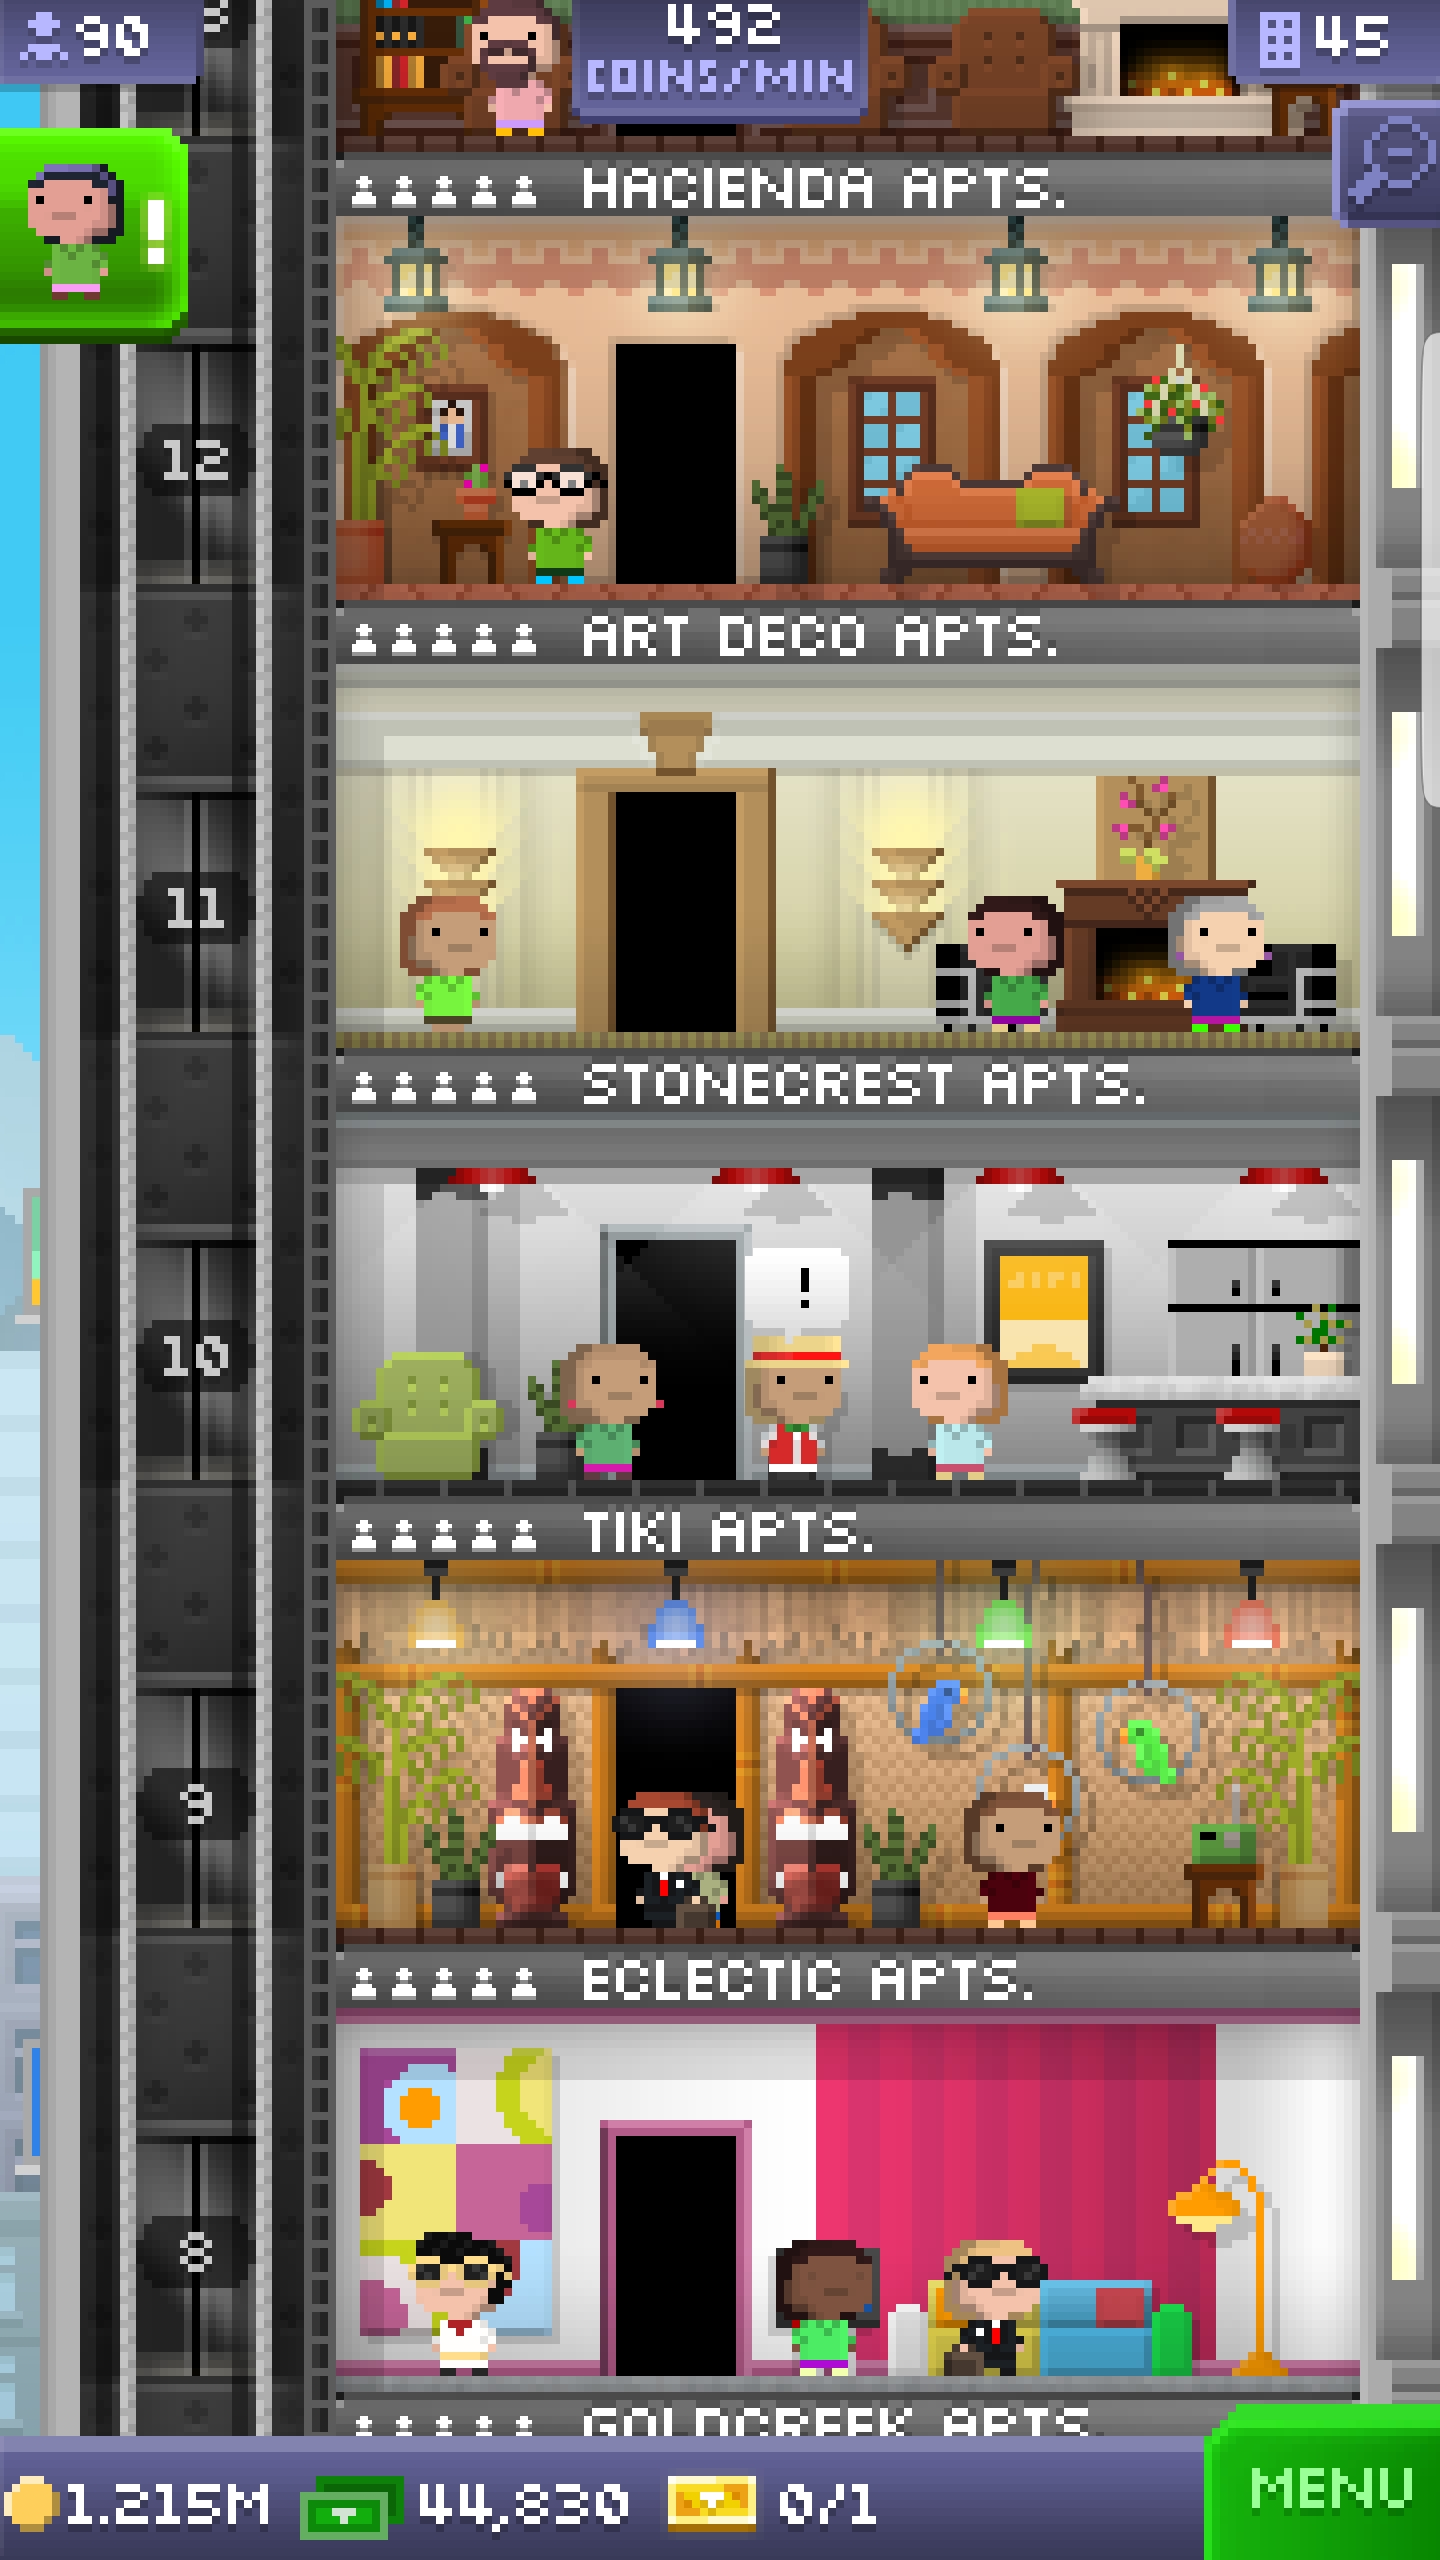 90
492
COINS/MIN
45
!
HACIENDA APTS.
12
ART DECO APTS.
11
STONECREST APTS.
!
10
TIKI APTS.
9
ECLECTIC APTS.
8
GOLDCREEK APTS.
1.215M
44,830
0/1
MENU